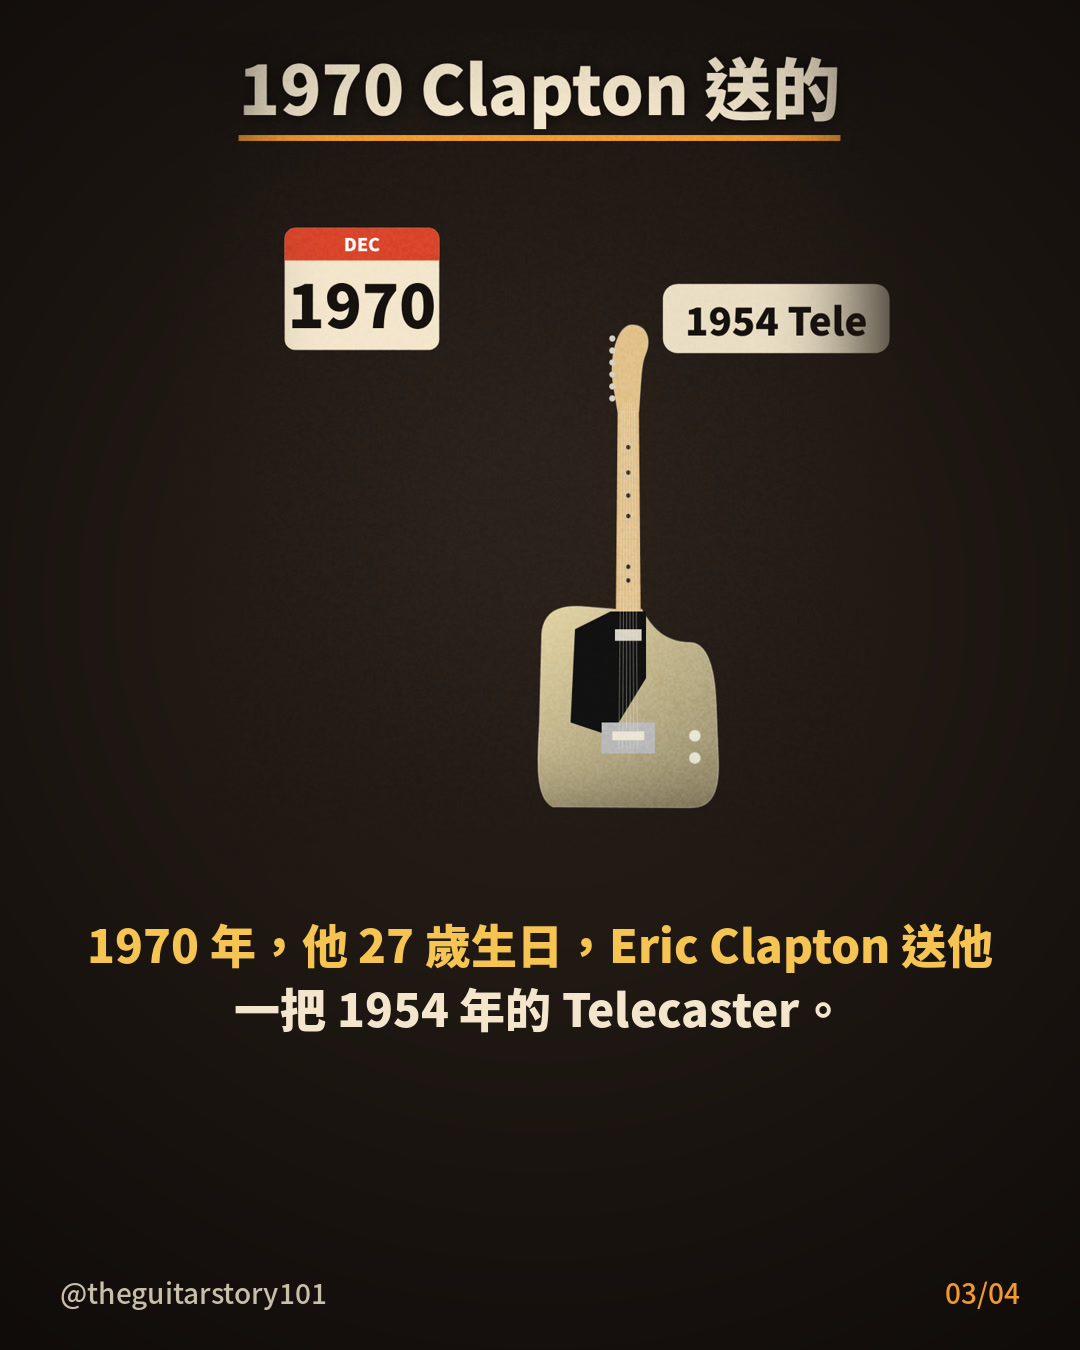 1970 Clapton 送的
DEC
1970
1954 Tele
1970 年，他 27 歲生日，Eric Clapton 送他
一把 1954 年的 Telecaster。
@theguitarstory101
03/04